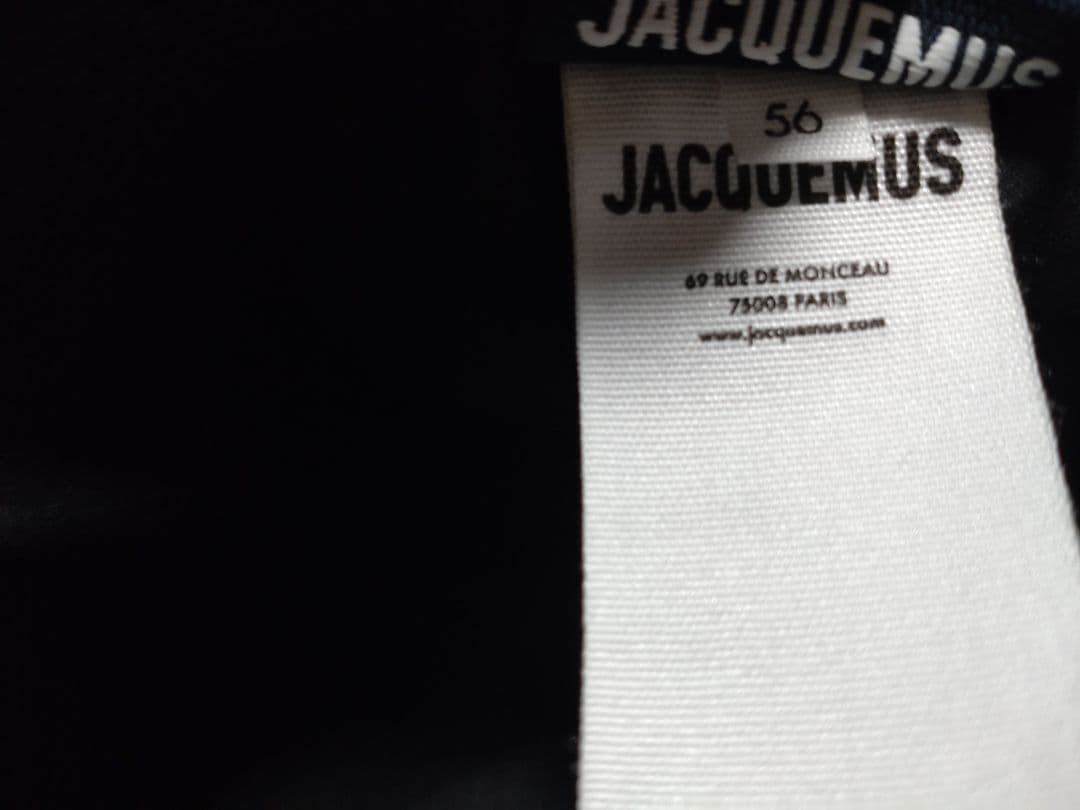 JACQUEMUS
56
JACQUEMUS
69 RUE DE MONCEAU
75008 PARIS
www.jacquemus.com